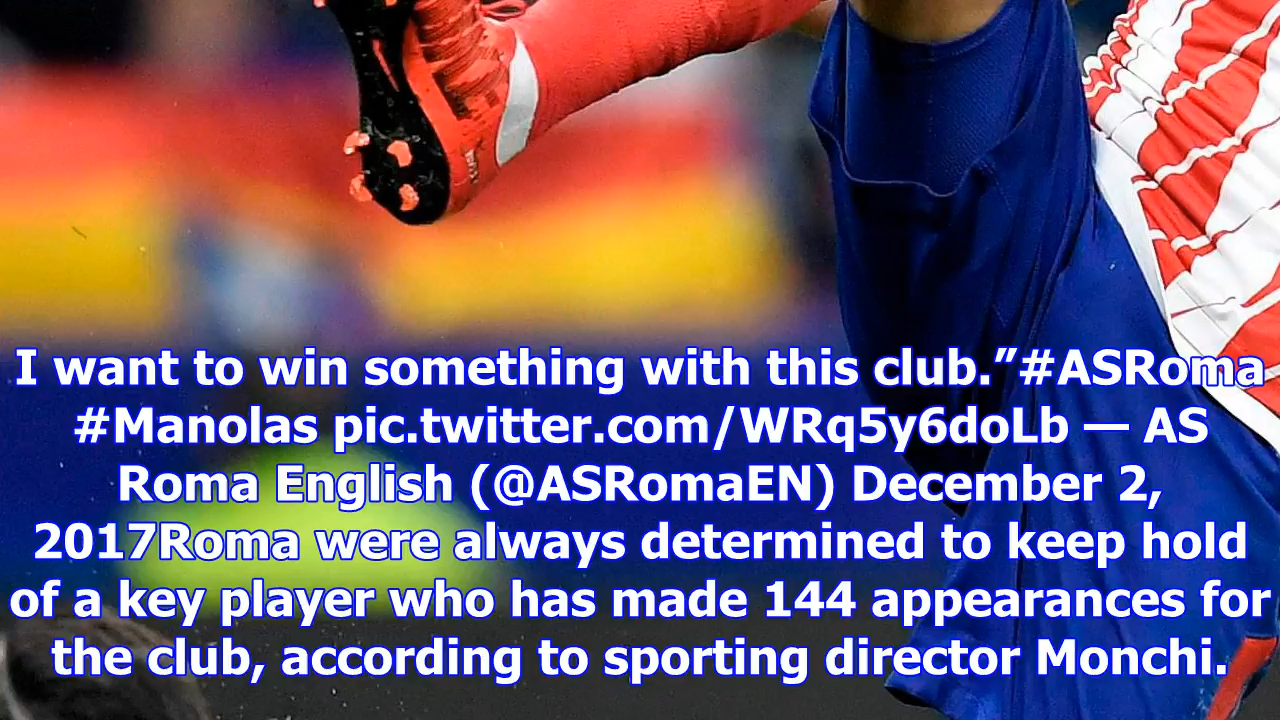 I want to win something with this club.”#ASRoma
#Manolas pic.twitter.com/WRq5y6doLb — AS
Roma English (@ASRomaEN) December 2,
2017Roma were always determined to keep hold
of a key player who has made 144 appearances for
the club, according to sporting director Monchi.